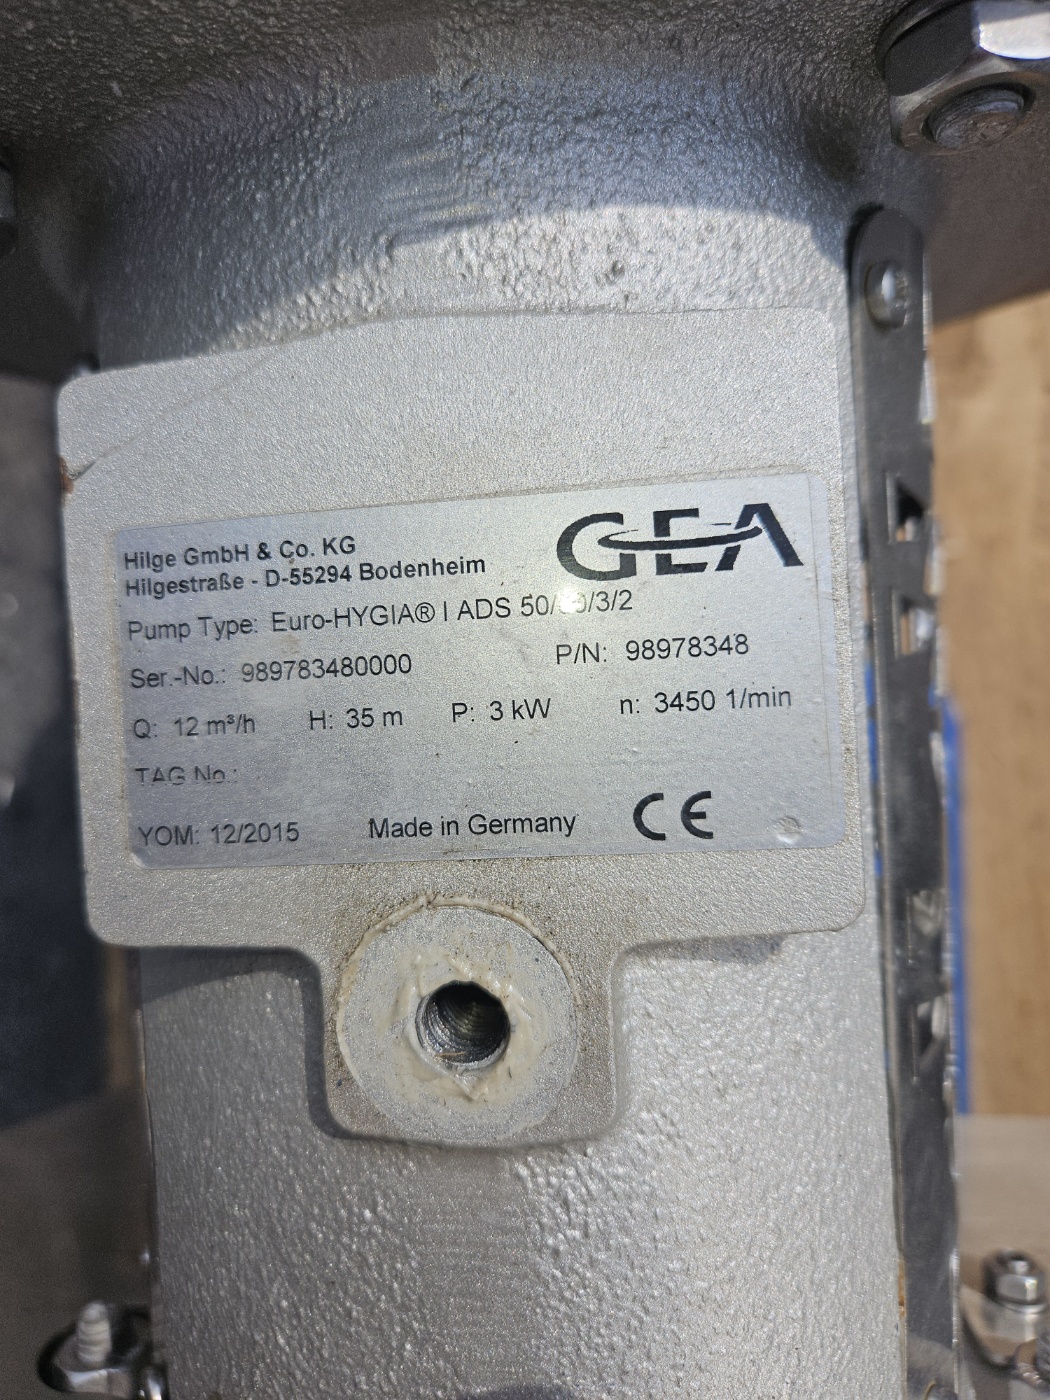 Hilge GmbH & Co. KG
Hilgestraße - D-55294 Bodenheim
GEA
Pump Type: Euro-HYGIA® I ADS
Ser.-No.: 989783480000 P/N: 98978348
Q: 12 m³/h H: 35 m P: 3 kW n: 3450 1/min
TAG No.:
YOM: 12/2015 Made in Germany CE